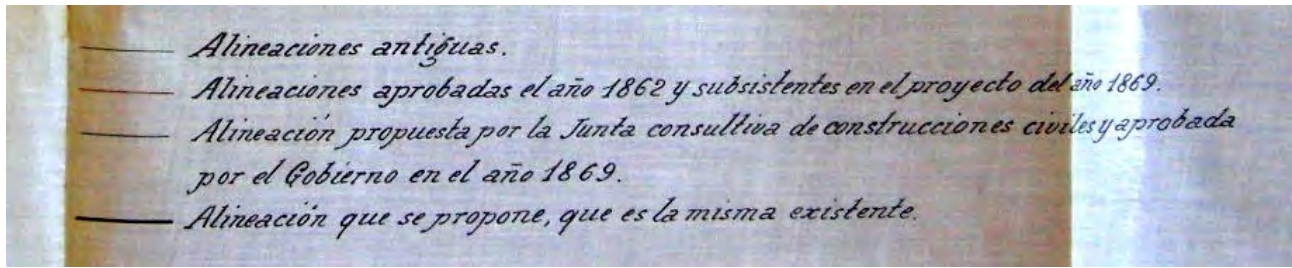 Alineaciones antiguas.
Alineaciones aprobadas el año 1862 y subsistentes en el proyecto del año 1869.
Alineación propuesta por la Junta consultiva de construcciones civiles y aprobada
por el Gobierno en el año 1869.
Alineación que se propone, que es la misma existente.